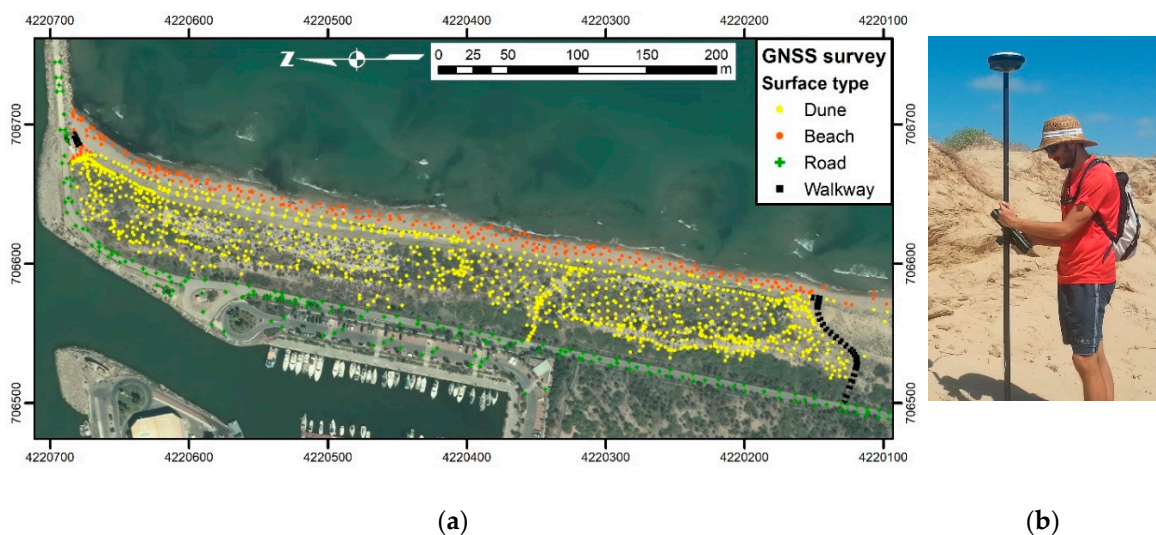 4220700 4220600 4220500 4220400 4220300 4220200 4220100
Z
0 25 50 100 150 200
m
GNSS survey
Surface type
Dune
Beach
Road
Walkway
706700
706600
706500
706700
706600
706500
4220700 4220600 4220500 4220400 4220300 4220200 4220100
(a) (b)